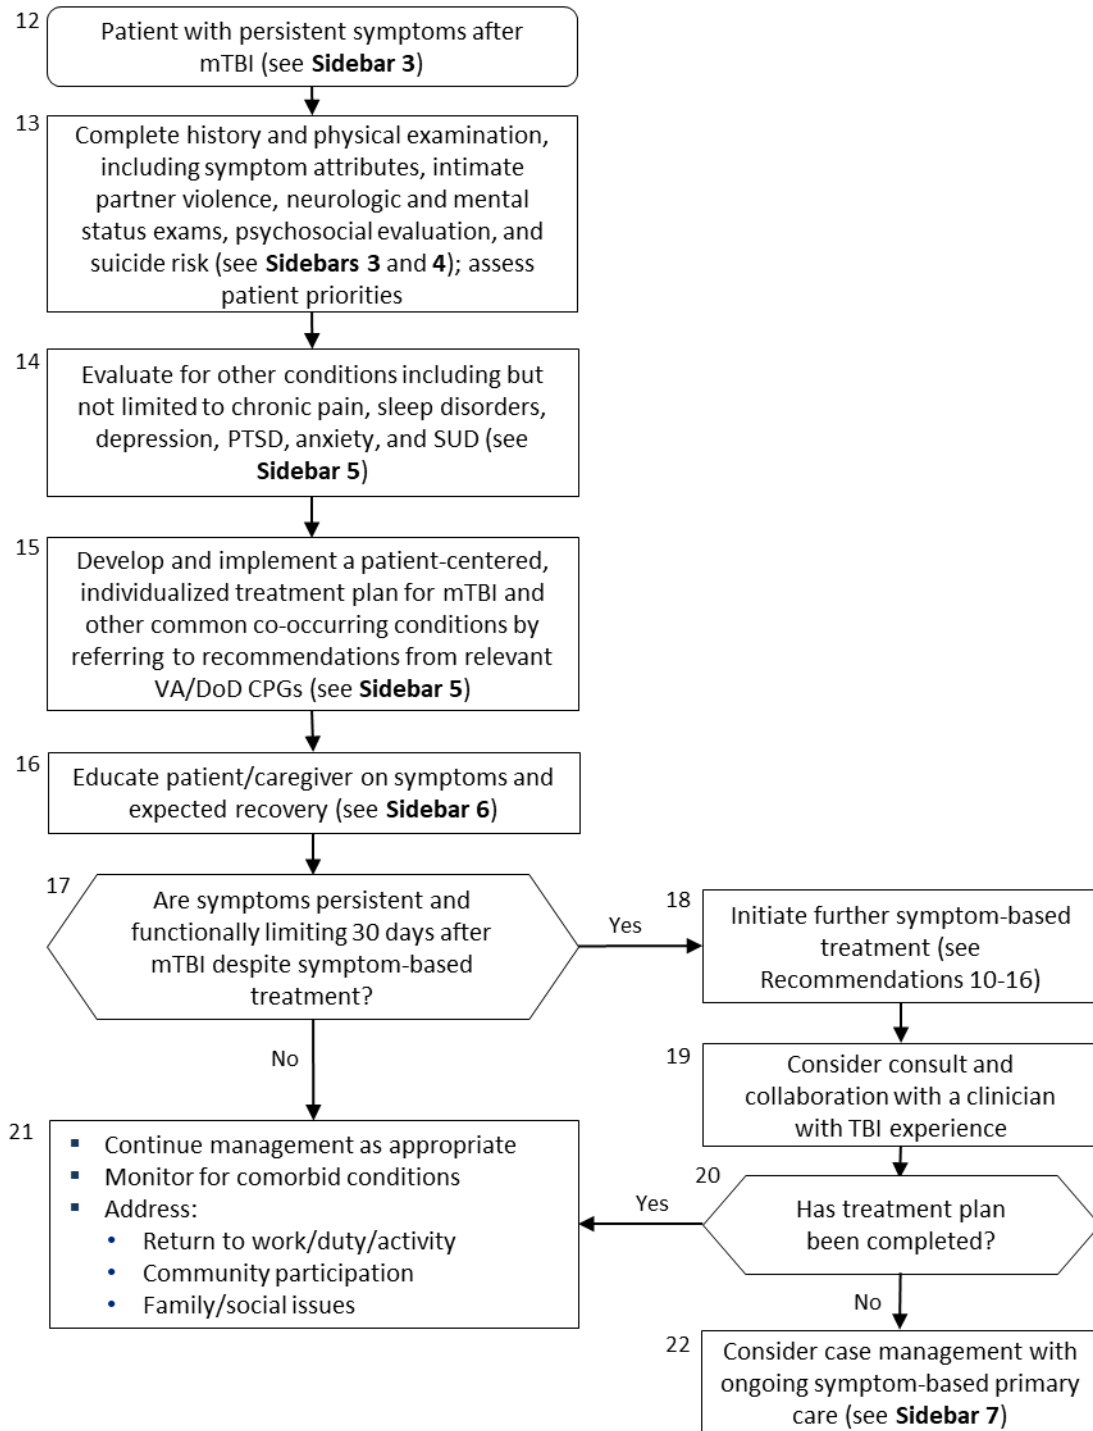 12
Patient with persistent symptoms after
mTBI (see Sidebar 3)
13
Complete history and physical examination,
including symptom attributes, intimate
partner violence, neurologic and mental
status exams, psychosocial evaluation, and
suicide risk (see Sidebars 3 and 4); assess
patient priorities
14
Evaluate for other conditions including but
not limited to chronic pain, sleep disorders,
depression, PTSD, anxiety, and SUD (see
Sidebar 5)
15
Develop and implement a patient-centered,
individualized treatment plan for mTBI and
other common co-occurring conditions by
referring to recommendations from relevant
VA/DoD CPGs (see Sidebar 5)
16
Educate patient/caregiver on symptoms and
expected recovery (see Sidebar 6)
17
Are symptoms persistent and
functionally limiting 30 days after
mTBI despite symptom-based
treatment?
Yes
18
Initiate further symptom-based
treatment (see
Recommendations 10-16)
No
19
Consider consult and
collaboration with a clinician
with TBI experience
20
Has treatment plan
been completed?
Yes
21
▪ Continue management as appropriate
▪ Monitor for comorbid conditions
▪ Address:
• Return to work/duty/activity
• Community participation
• Family/social issues
No
22
Consider case management with
ongoing symptom-based primary
care (see Sidebar 7)